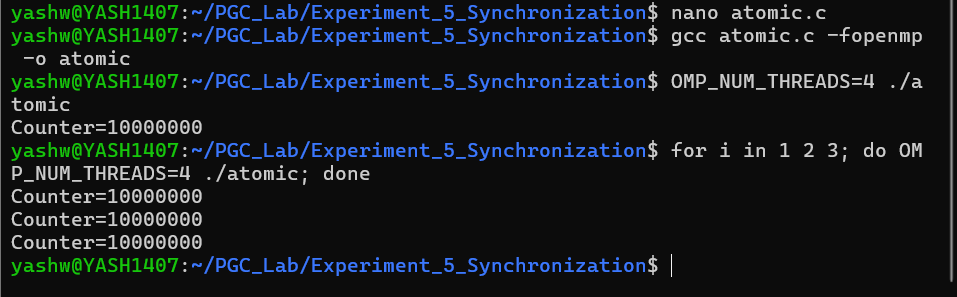 yashw@YASH1407:~/PGC_Lab/Experiment_5_Synchronization$ nano atomic.c
yashw@YASH1407:~/PGC_Lab/Experiment_5_Synchronization$ gcc atomic.c -fopenmp
 -o atomic
yashw@YASH1407:~/PGC_Lab/Experiment_5_Synchronization$ OMP_NUM_THREADS=4 ./a
tomic
Counter=10000000
yashw@YASH1407:~/PGC_Lab/Experiment_5_Synchronization$ for i in 1 2 3; do OM
P_NUM_THREADS=4 ./atomic; done
Counter=10000000
Counter=10000000
Counter=10000000
yashw@YASH1407:~/PGC_Lab/Experiment_5_Synchronization$